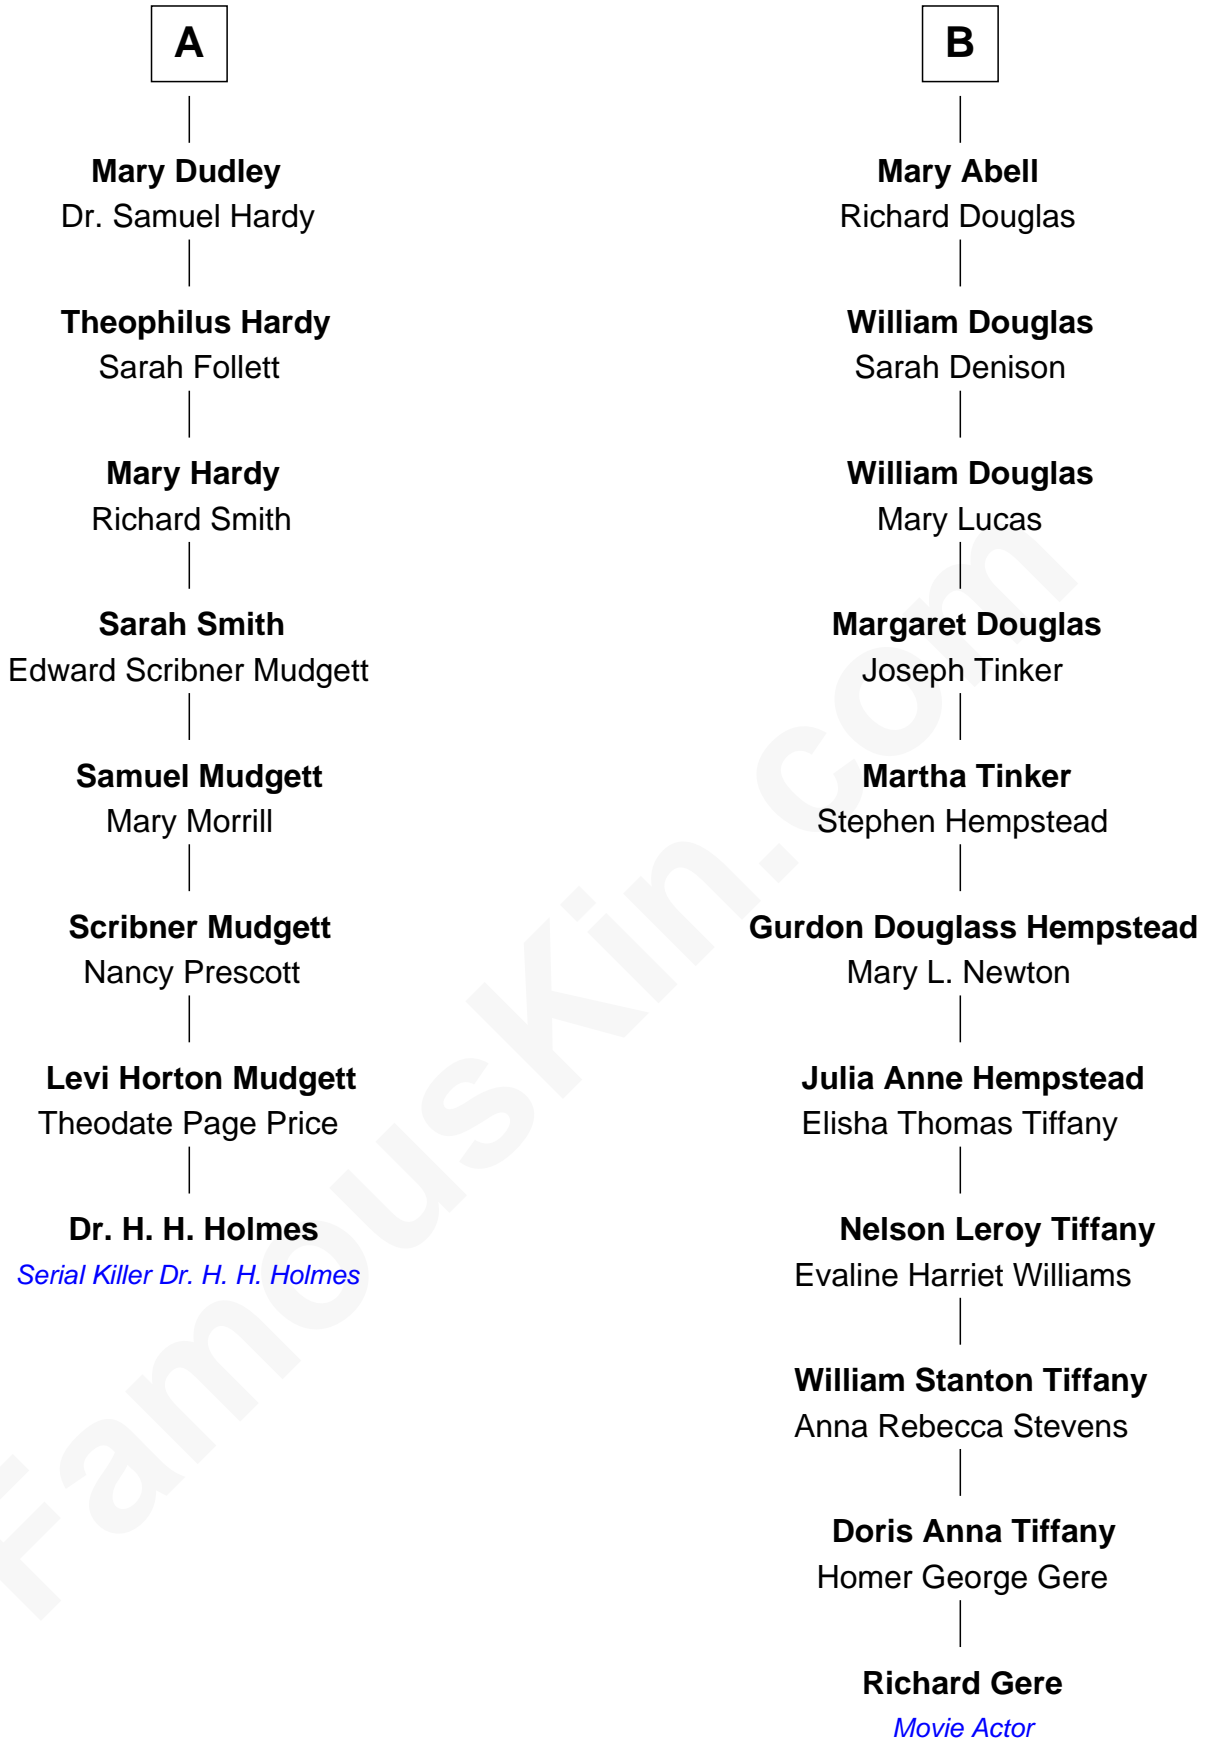 A
Mary Dudley
Dr. Samuel Hardy
Theophilus Hardy
Sarah Follett
Mary Hardy
Richard Smith
Sarah Smith
Edward Scribner Mudgett
Samuel Mudgett
Mary Morrill
Scribner Mudgett
Nancy Prescott
Levi Horton Mudgett
Theodate Page Price
Dr. H. H. Holmes
Serial Killer Dr. H. H. Holmes
B
Mary Abell
Richard Douglas
William Douglas
Sarah Denison
William Douglas
Mary Lucas
Margaret Douglas
Joseph Tinker
Martha Tinker
Stephen Hempstead
Gurdon Douglass Hempstead
Mary L. Newton
Julia Anne Hempstead
Elisha Thomas Tiffany
Nelson Leroy Tiffany
Evaline Harriet Williams
William Stanton Tiffany
Anna Rebecca Stevens
Doris Anna Tiffany
Homer George Gere
Richard Gere
Movie Actor
FamousKin.com